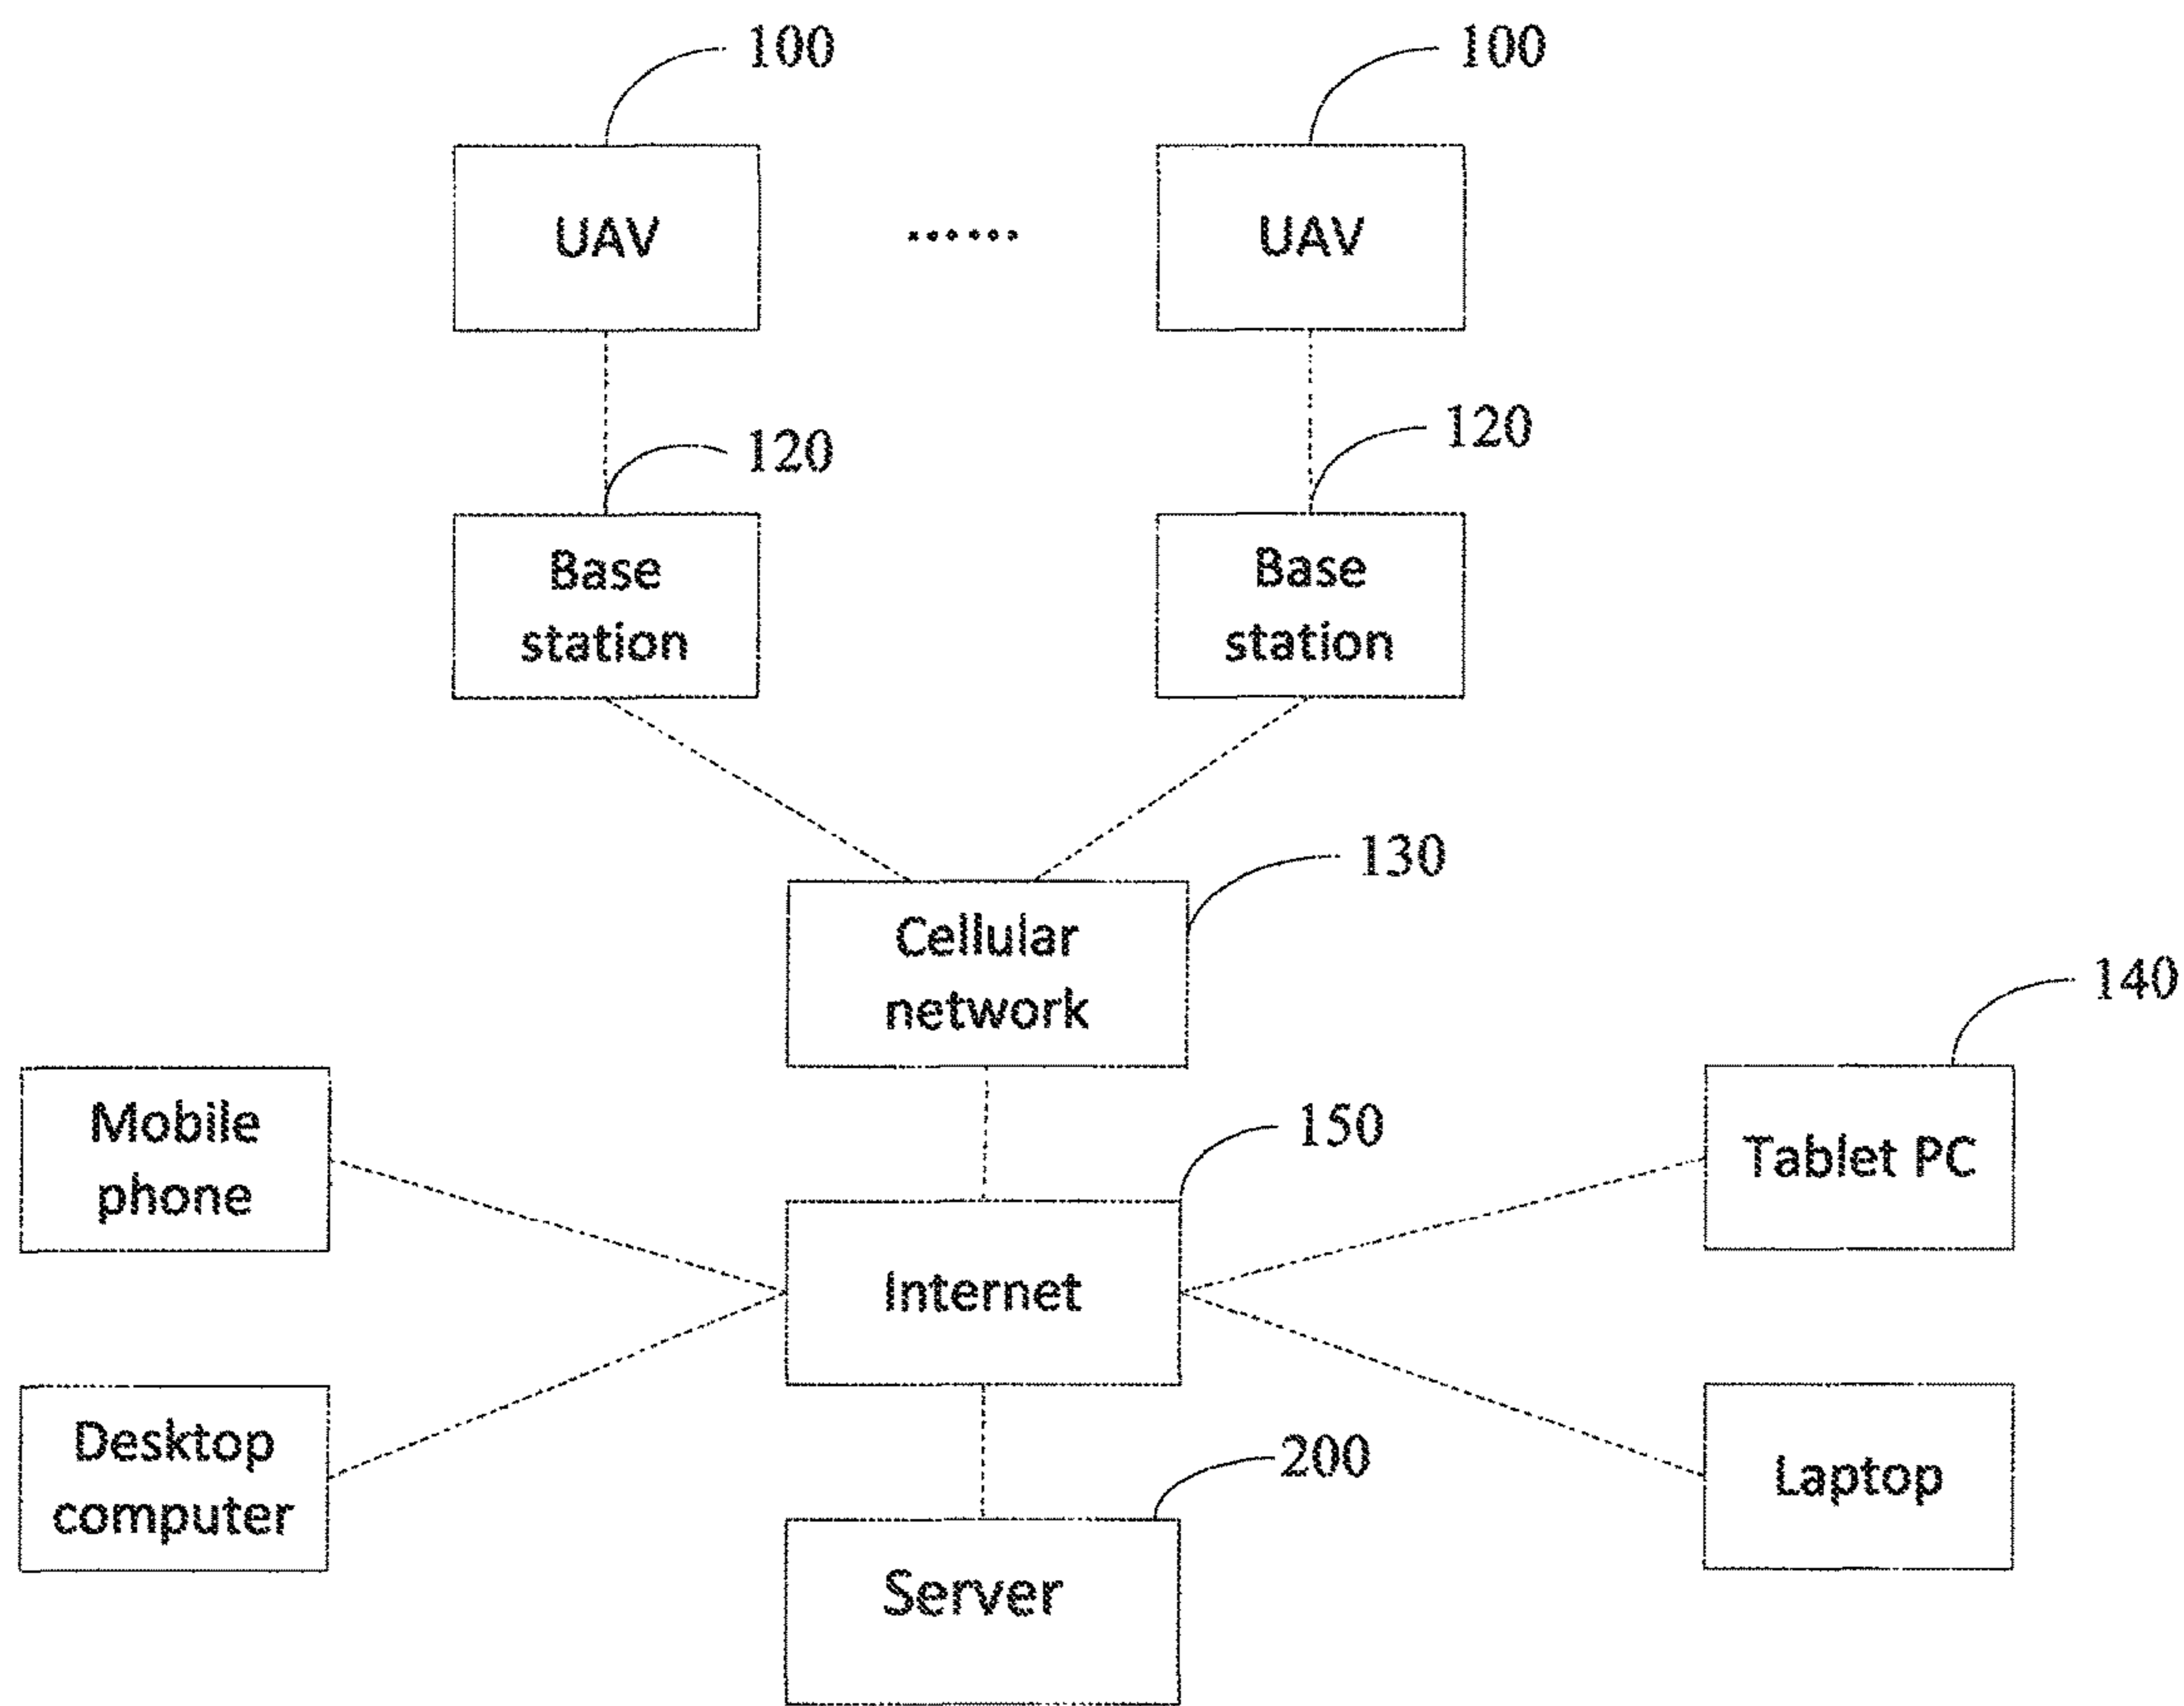 100
100
UAV
......
UAV
120
120
Base
station
Base
station
130
Cellular
network
140
Mobile
phone
150
Tablet PC
Internet
Desktop
computer
200
Laptop
Server